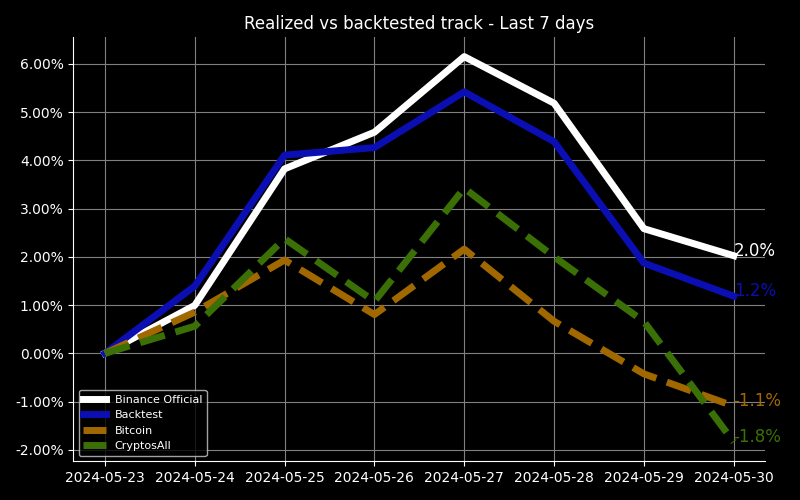 Realized vs backtested track - Last 7 days
6.00%
5.00%
4.00%
3.00%
2.00%
1.00%
0.00%
-1.00%
-2.00%
2.0%
1.2%
-1.1%
-1.8%
Binance Official
Backtest
Bitcoin
CryptosAll
2024-05-23 2024-05-24 2024-05-25 2024-05-26 2024-05-27 2024-05-28 2024-05-29 2024-05-30